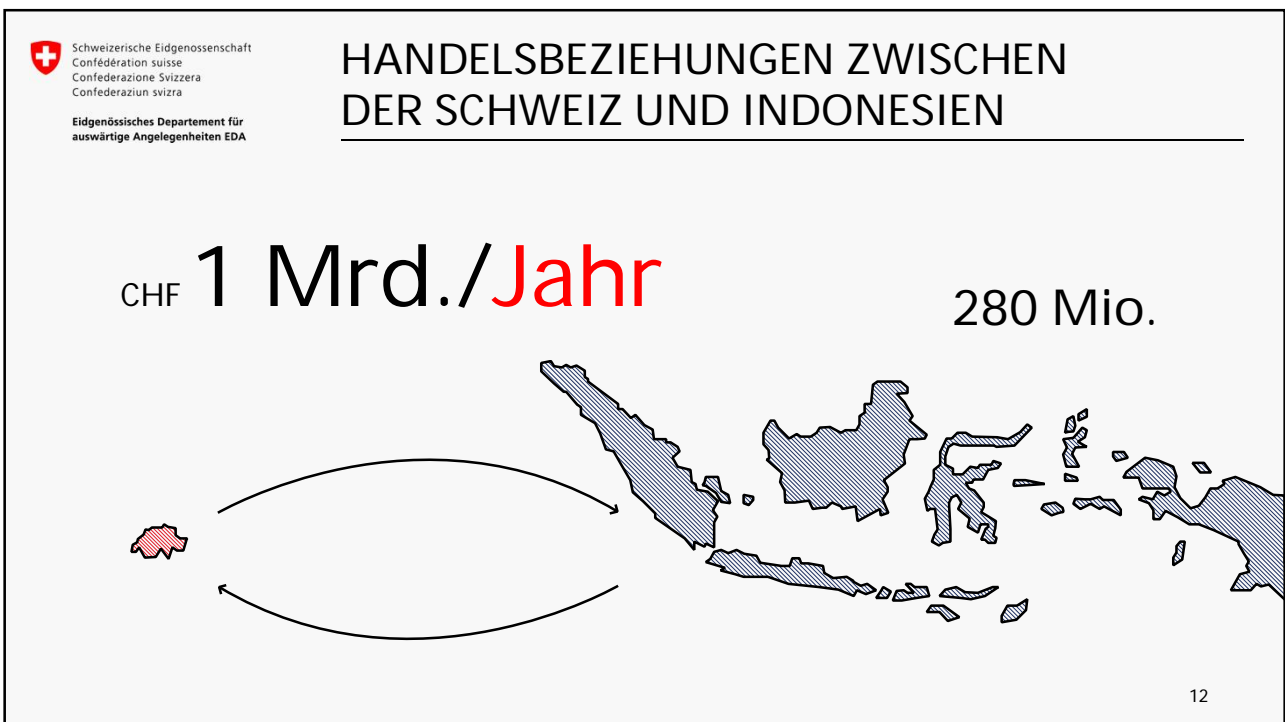 Schweizerische Eidgenossenschaft
Confédération suisse
Confederazione Svizzera
Confederaziun svizra
Eidgenössisches Departement für
auswärtige Angelegenheiten EDA
HANDELSBEZIEHUNGEN ZWISCHEN
DER SCHWEIZ UND INDONESIEN
CHF 1 Mrd./Jahr
280 Mio.
12